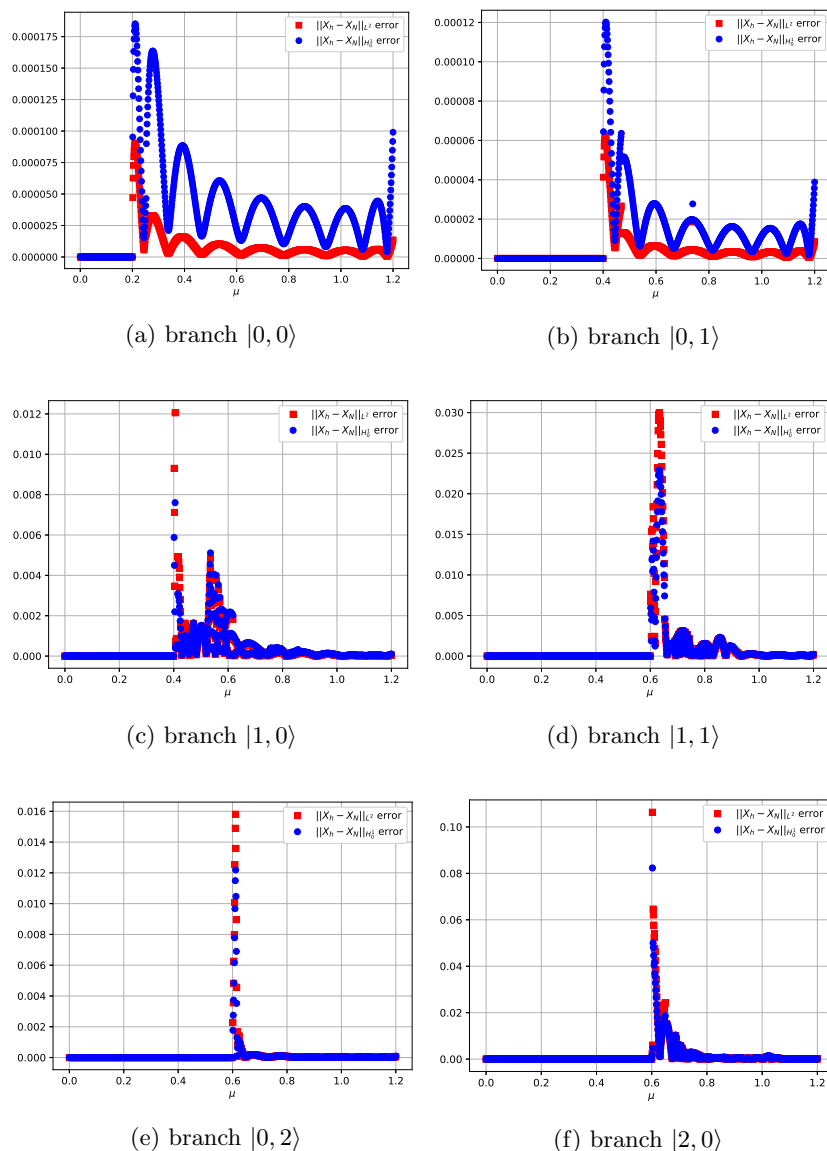 0.000175
0.000150
0.000125
0.000100
0.000075
0.000050
0.000025
0.000000
0.0 0.2 0.4 0.6 0.8 1.0 1.2
μ
||X_h − X_N||_{L²} error
||X_h − X_N||_{H¹₀} error
(a) branch |0, 0⟩
0.00012
0.00010
0.00008
0.00006
0.00004
0.00002
0.00000
0.0 0.2 0.4 0.6 0.8 1.0 1.2
μ
||X_h − X_N||_{L²} error
||X_h − X_N||_{H¹₀} error
(b) branch |0, 1⟩
0.012
0.010
0.008
0.006
0.004
0.002
0.000
0.0 0.2 0.4 0.6 0.8 1.0 1.2
μ
||X_h − X_N||_{L²} error
||X_h − X_N||_{H¹₀} error
(c) branch |1, 0⟩
0.030
0.025
0.020
0.015
0.010
0.005
0.000
0.0 0.2 0.4 0.6 0.8 1.0 1.2
μ
||X_h − X_N||_{L²} error
||X_h − X_N||_{H¹₀} error
(d) branch |1, 1⟩
0.016
0.014
0.012
0.010
0.008
0.006
0.004
0.002
0.000
0.0 0.2 0.4 0.6 0.8 1.0 1.2
μ
||X_h − X_N||_{L²} error
||X_h − X_N||_{H¹₀} error
(e) branch |0, 2⟩
0.10
0.08
0.06
0.04
0.02
0.00
0.0 0.2 0.4 0.6 0.8 1.0 1.2
μ
||X_h − X_N||_{L²} error
||X_h − X_N||_{H¹₀} error
(f) branch |2, 0⟩